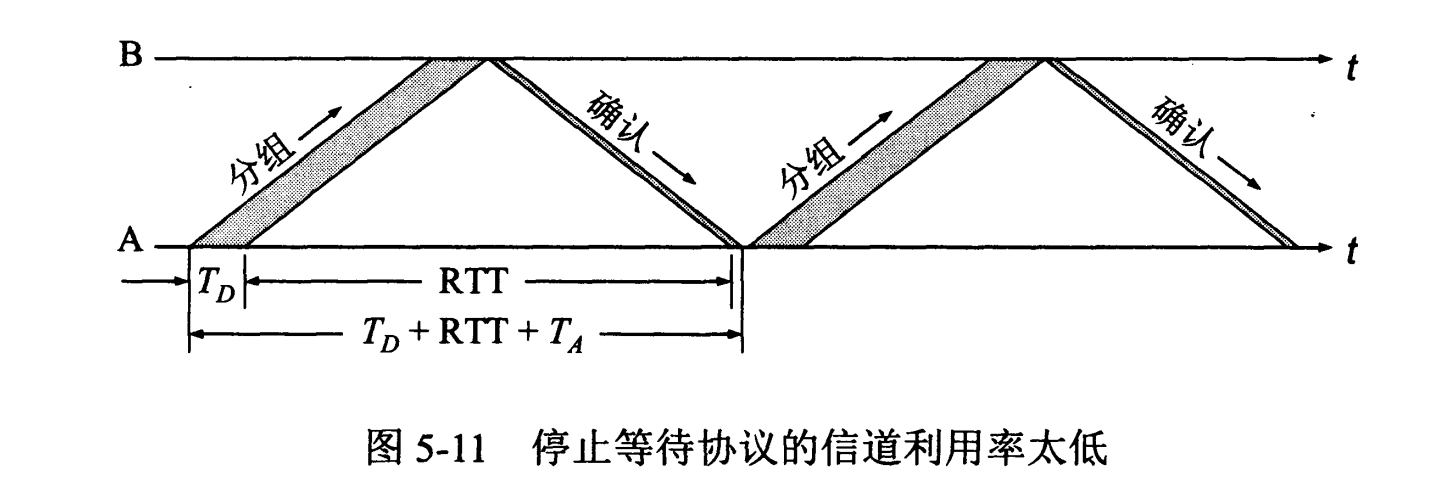 B
t
分组
确认
分组
确认
A
t
T_D
RTT
T_D + RTT + T_A
图 5-11 停止等待协议的信道利用率太低